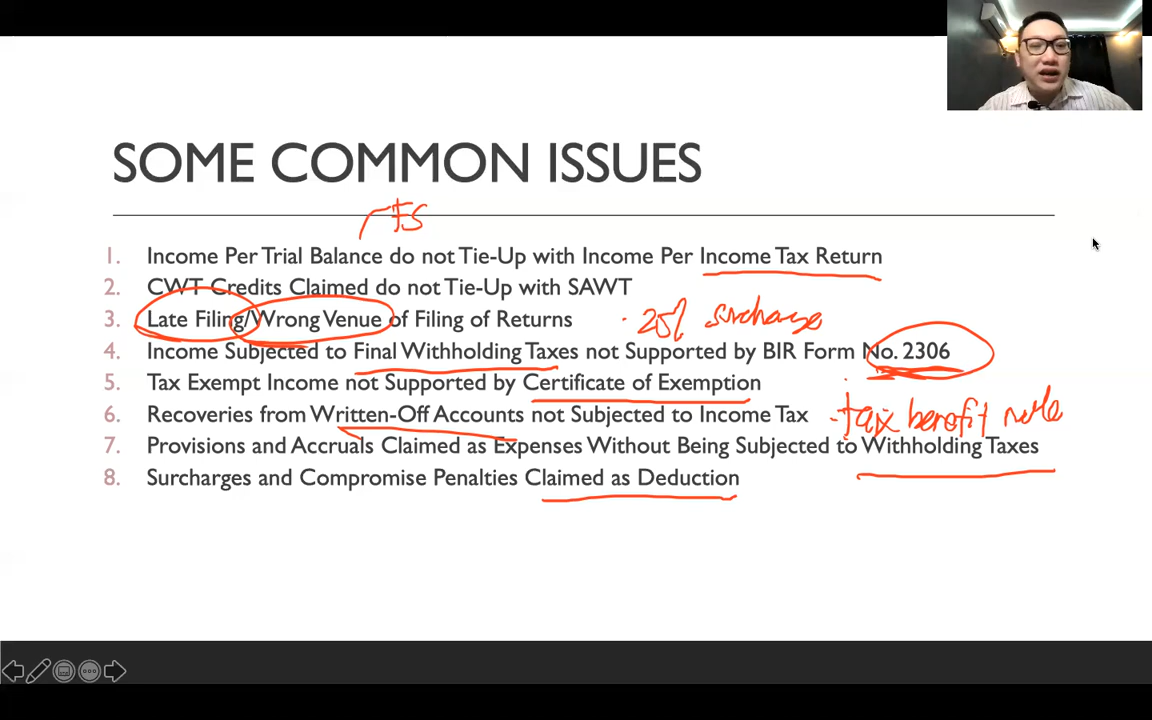 SOME COMMON ISSUES
FS
1. Income Per Trial Balance do not Tie-Up with Income Per Income Tax Return
2. CWT Credits Claimed do not Tie-Up with SAWT
3. Late Filing/Wrong Venue of Filing of Returns · 25% surcharge
4. Income Subjected to Final Withholding Taxes not Supported by BIR Form No. 2306
5. Tax Exempt Income not Supported by Certificate of Exemption
6. Recoveries from Written-Off Accounts not Subjected to Income Tax - tax benefit rule
7. Provisions and Accruals Claimed as Expenses Without Being Subjected to Withholding Taxes
8. Surcharges and Compromise Penalties Claimed as Deduction